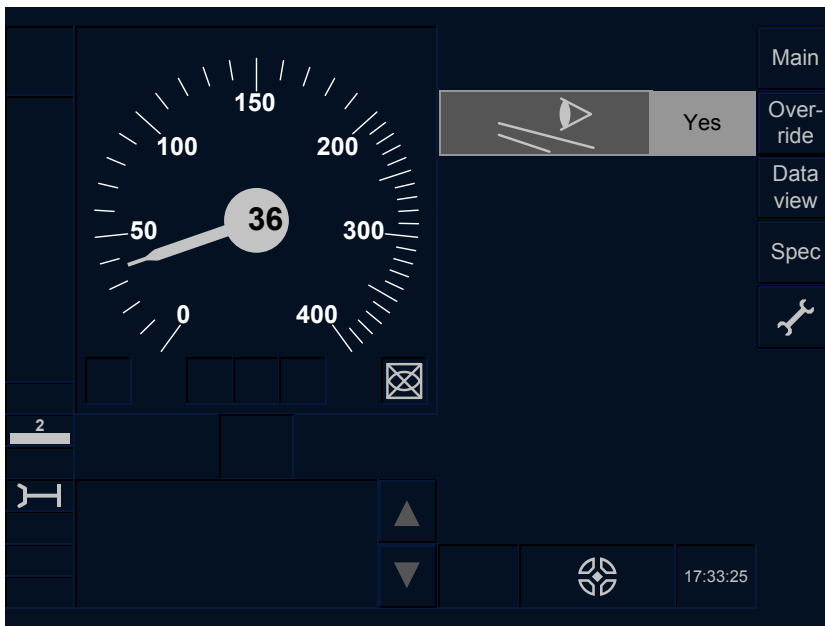 150
100
200
50
36
300
0
400
Yes
Main
Over-
ride
Data
view
Spec
2
17:33:25